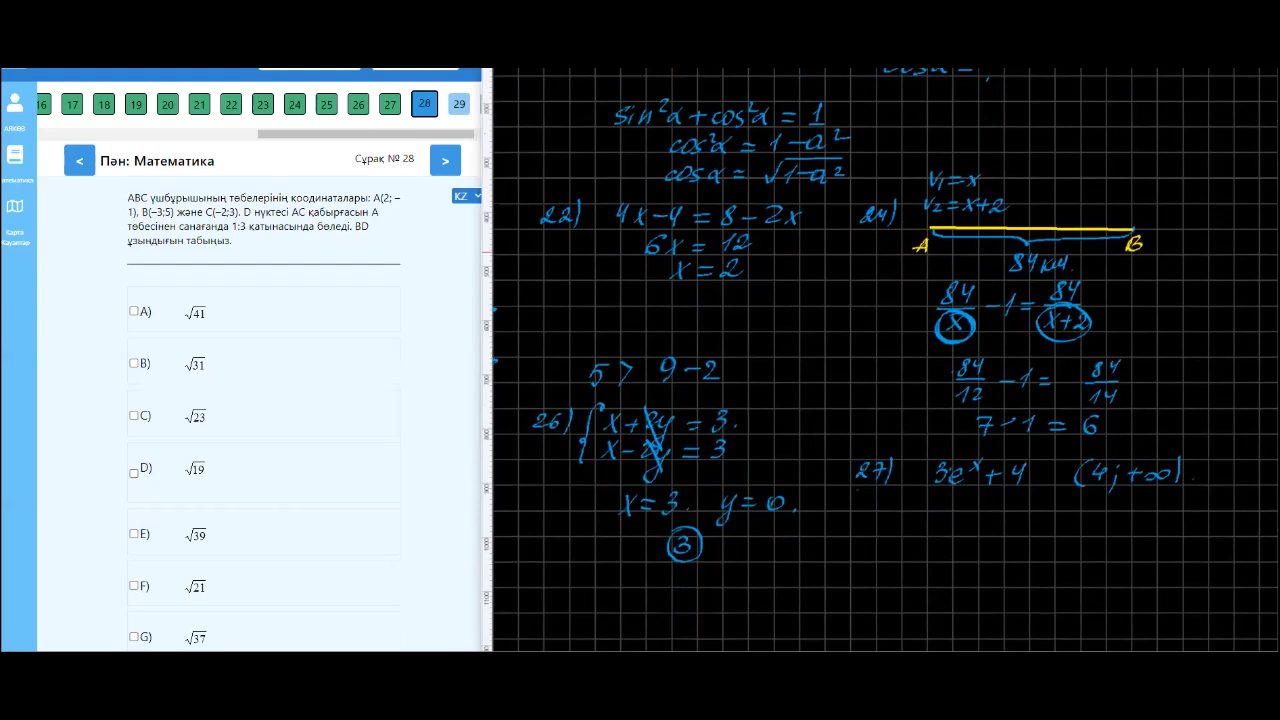 16 17 18 19 20 21 22 23 24 25 26 27 28 29
< Пән: Математика Сұрақ № 28 >
KZ
ABC үшбұрышының төбелерінің коодинаталары: A(2; –
1), B(–3;5) және C(–2;3). D нүктесі AC қабырғасын A
төбесінен санағанда 1:3 қатынасында бөледі. BD
ұзындығын табыңыз.
A) √41
B) √31
C) √23
D) √19
E) √39
F) √21
G) √37
Карта
sin²α + cos²α = 1
cos²α = 1 – a²
cosα = √1–a²
22) 4x – 4 = 8 – 2x
6x = 12
x = 2
5 > 9 – 2
26) { x + 2y = 3.
x – 2y = 3
x = 3. y = 0.
3
V₁ = x
V₂ = x+2
24)
A B
84 км.
84/x – 1 = 84/x+2
84/12 – 1 = 84/14
7 – 1 = 6
27) 3eˣ + 4 (4; +∞)